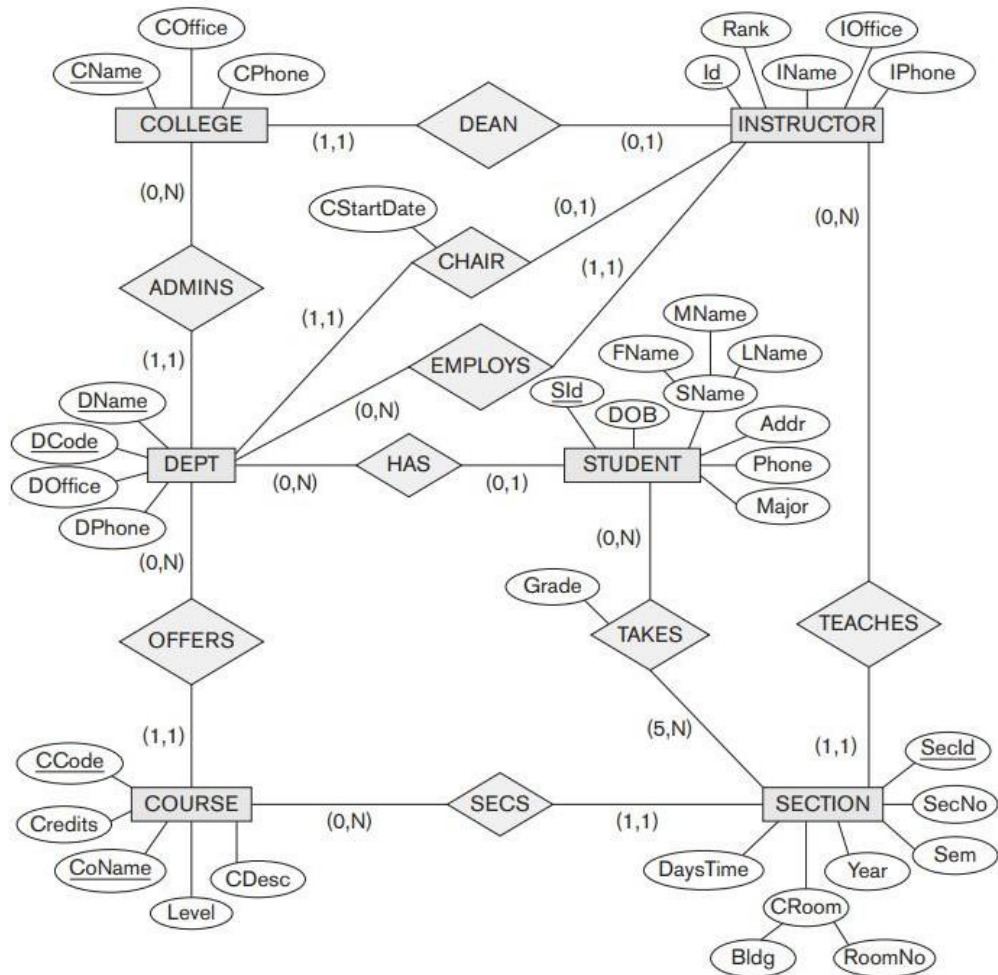 COffice
CName
CPhone
COLLEGE
(1,1)
DEAN
(0,1)
Rank
IOffice
Id
IName
IPhone
INSTRUCTOR
(0,N)
CStartDate
(0,1)
(0,N)
CHAIR
ADMINS
(1,1)
(1,1)
MName
FName
LName
EMPLOYS
(1,1)
SId
SName
DName
(0,N)
DOB
Addr
DCode
DEPT
HAS
STUDENT
Phone
DOffice
(0,N)
(0,1)
Major
DPhone
(0,N)
(0,N)
Grade
OFFERS
TAKES
TEACHES
(1,1)
(5,N)
(1,1)
CCode
SecId
COURSE
(0,N)
SECS
(1,1)
SECTION
SecNo
Credits
CoName
CDesc
DaysTime
Year
Sem
Level
CRoom
Bldg
RoomNo